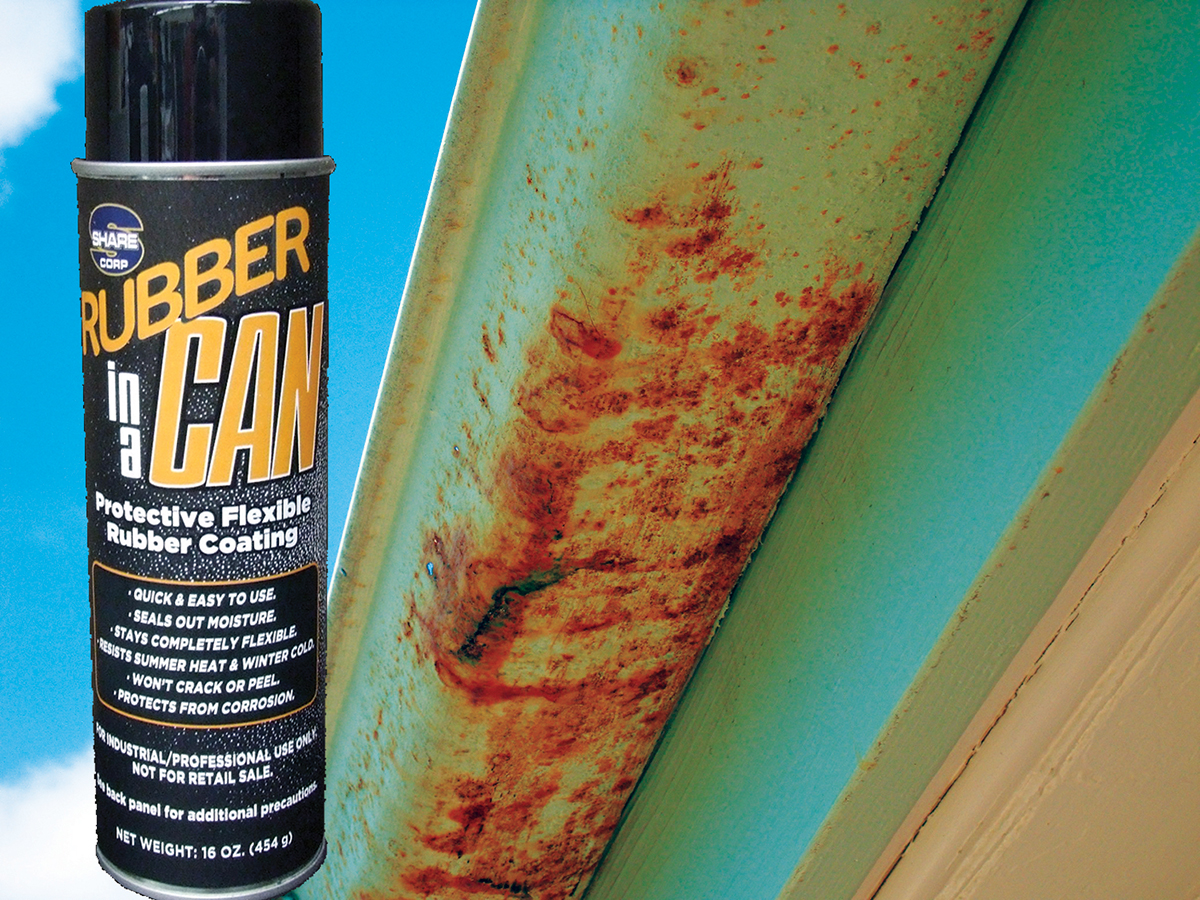 SHARE
CORP
RUBBER
in
a
CAN
Protective Flexible
Rubber Coating
· QUICK & EASY TO USE.
· SEALS OUT MOISTURE.
· STAYS COMPLETELY FLEXIBLE.
· RESISTS SUMMER HEAT & WINTER COLD.
· WON'T CRACK OR PEEL.
· PROTECTS FROM CORROSION.
FOR INDUSTRIAL/PROFESSIONAL USE ONLY.
NOT FOR RETAIL SALE.
See back panel for additional precautions.
NET WEIGHT: 16 OZ. (454 g)